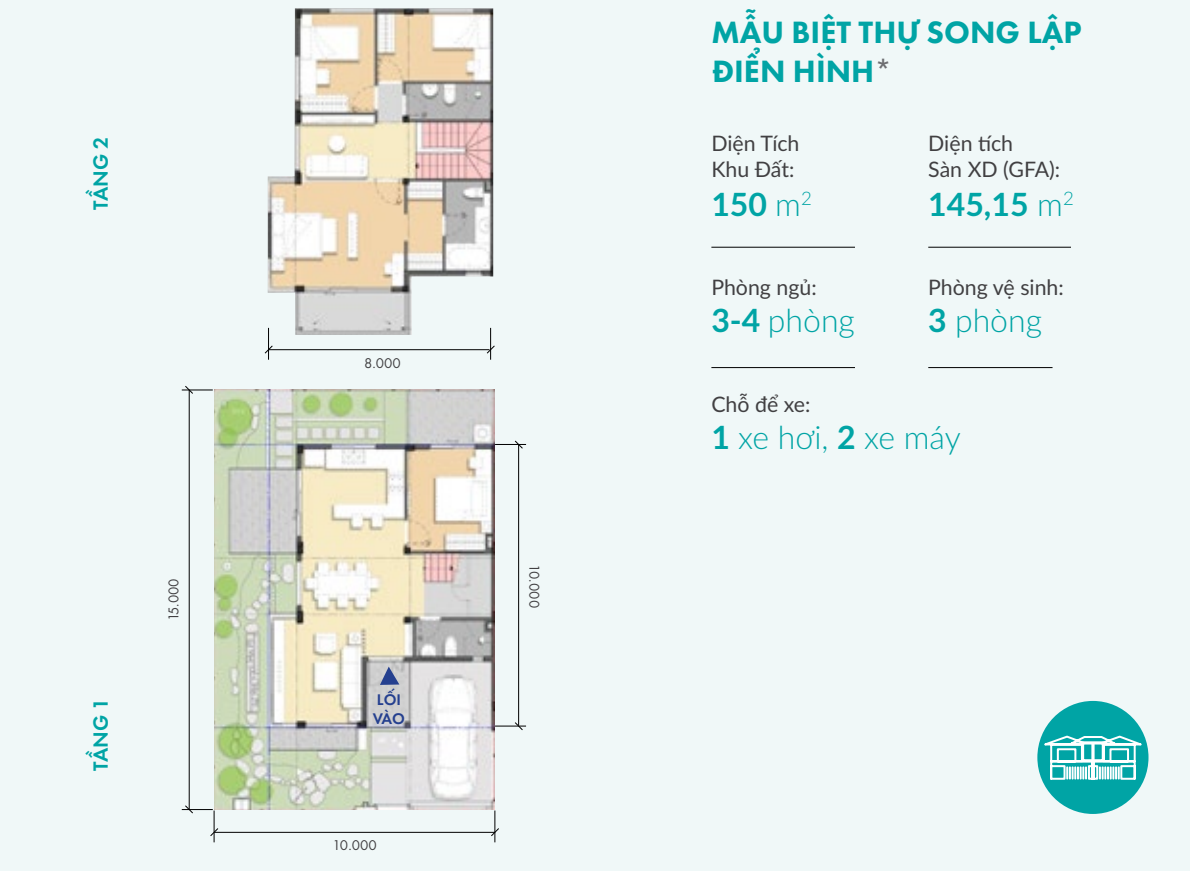 MẪU BIỆT THỰ SONG LẬP
ĐIỂN HÌNH*
Diện Tích
Khu Đất:
150 m²
Diện tích
Sàn XD (GFA):
145,15 m²
Phòng ngủ:
3-4 phòng
Phòng vệ sinh:
3 phòng
Chỗ để xe:
1 xe hơi, 2 xe máy
TẦNG 2
8.000
TẦNG 1
15.000
10.000
LỐI
VÀO
10.000